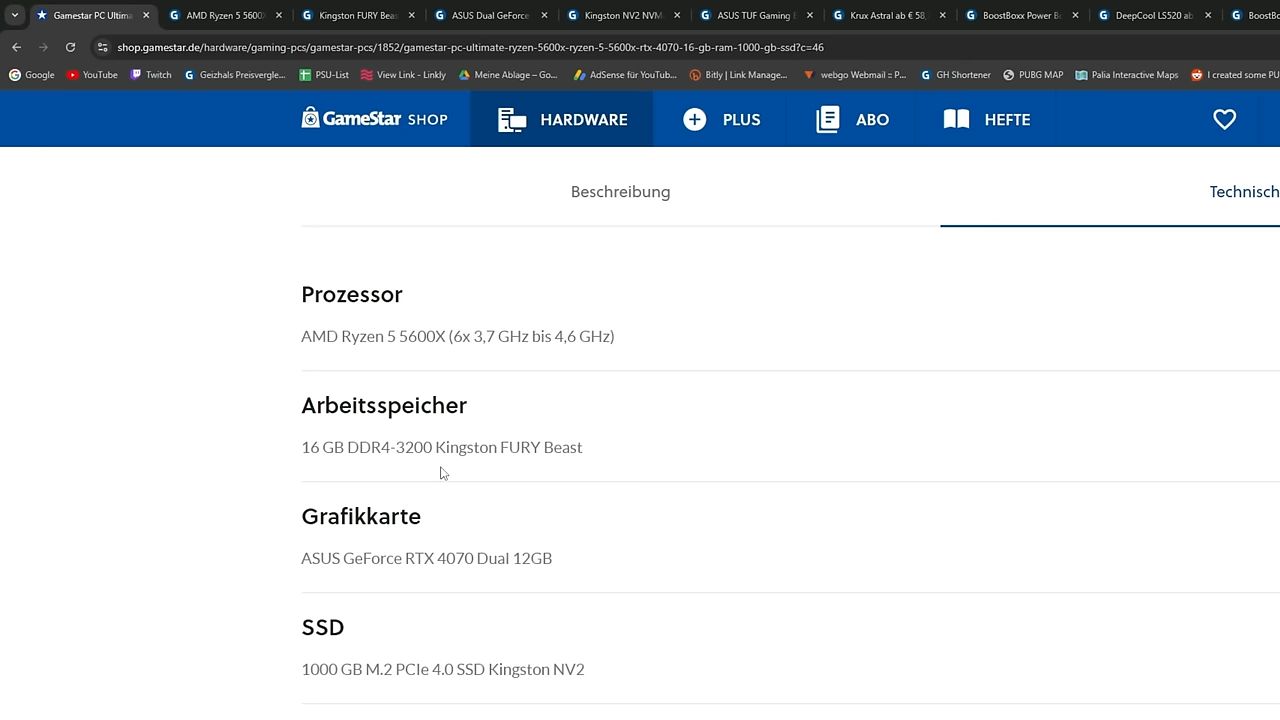 Gamestar PC Ultima
AMD Ryzen 5 5600X
Kingston FURY Beas
ASUS Dual GeForce
Kingston NV2 NVM
ASUS TUF Gaming
Krux Astral ab € 58,
BoostBoxx Power B
DeepCool LS520 ab
BoostBo
shop.gamestar.de/hardware/gaming-pcs/gamestar-pcs/1852/gamestar-pc-ultimate-ryzen-5600x-ryzen-5-5600x-rtx-4070-16-gb-ram-1000-gb-ssd?c=46
Google
YouTube
Twitch
Geizhals Preisvergle...
PSU-List
View Link - Linkly
Meine Ablage – Go...
AdSense für YouTub...
Bitly | Link Manage...
webgo Webmail :: P...
GH Shortener
PUBG MAP
Palia Interactive Maps
I created some PU
GameStar SHOP
HARDWARE
PLUS
ABO
HEFTE
Beschreibung
Technisch
Prozessor
AMD Ryzen 5 5600X (6x 3,7 GHz bis 4,6 GHz)
Arbeitsspeicher
16 GB DDR4-3200 Kingston FURY Beast
Grafikkarte
ASUS GeForce RTX 4070 Dual 12GB
SSD
1000 GB M.2 PCIe 4.0 SSD Kingston NV2